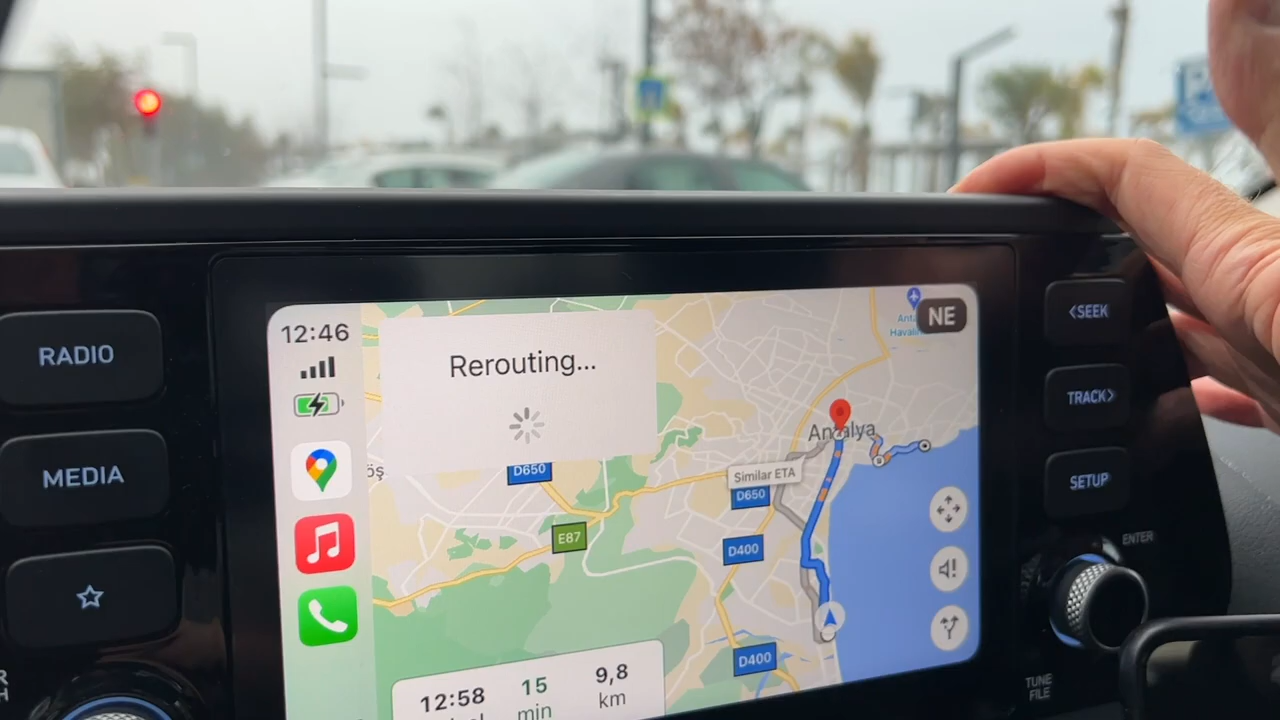 RADIO
MEDIA
12:46
Rerouting...
D650
E87
Similar ETA
D650
D400
D400
Antalya
NE
12:58
15
min
9,8
km
<SEEK
TRACK>
SETUP
ENTER
TUNE
FILE